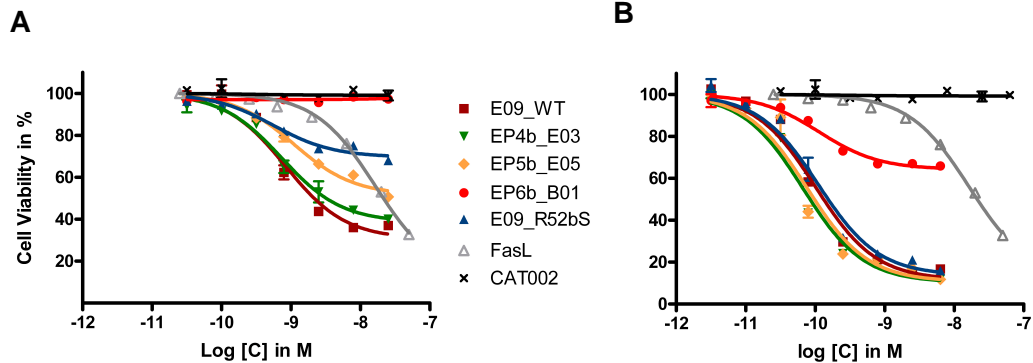 A
B
Cell Viability in %
100
80
60
40
20
-12
-11
-10
-9
-8
-7
Log [C] in M
E09_WT
EP4b_E03
EP5b_E05
EP6b_B01
E09_R52bS
FasL
CAT002
100
80
60
40
20
0
-12
-11
-10
-9
-8
-7
log [C] in M